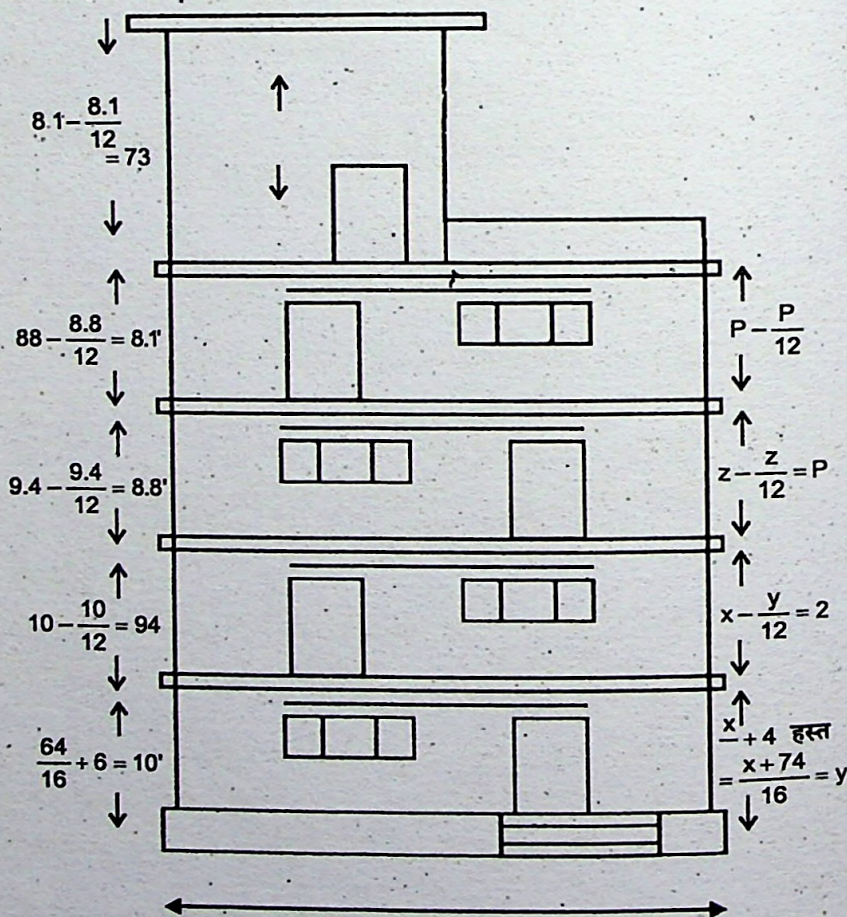 8.1 – 8.1/12
= 73
88 – 8.8/12 = 8.1'
P – P/12
9.4 – 9.4/12 = 8.8'
z – z/12 = P
10 – 10/12 = 94
x – y/12 = 2
64/16 + 6 = 10'
x/ + 4 हस्त
= x + 74/16 = y